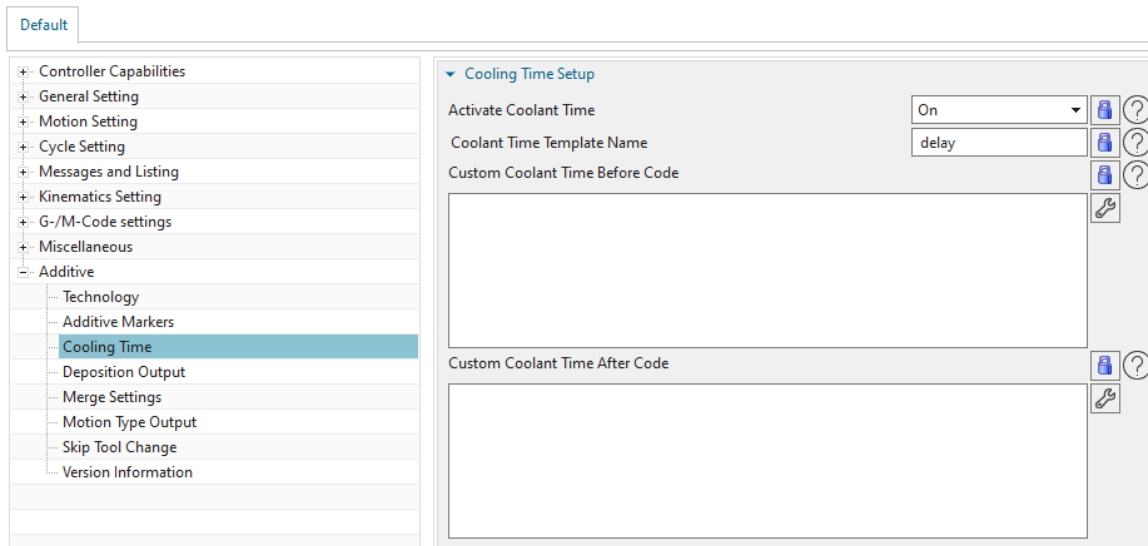 Default
Controller Capabilities
General Setting
Motion Setting
Cycle Setting
Messages and Listing
Kinematics Setting
G-/M-Code settings
Miscellaneous
Additive
Technology
Additive Markers
Cooling Time
Deposition Output
Merge Settings
Motion Type Output
Skip Tool Change
Version Information
Cooling Time Setup
Activate Coolant Time On
Coolant Time Template Name delay
Custom Coolant Time Before Code
Custom Coolant Time After Code